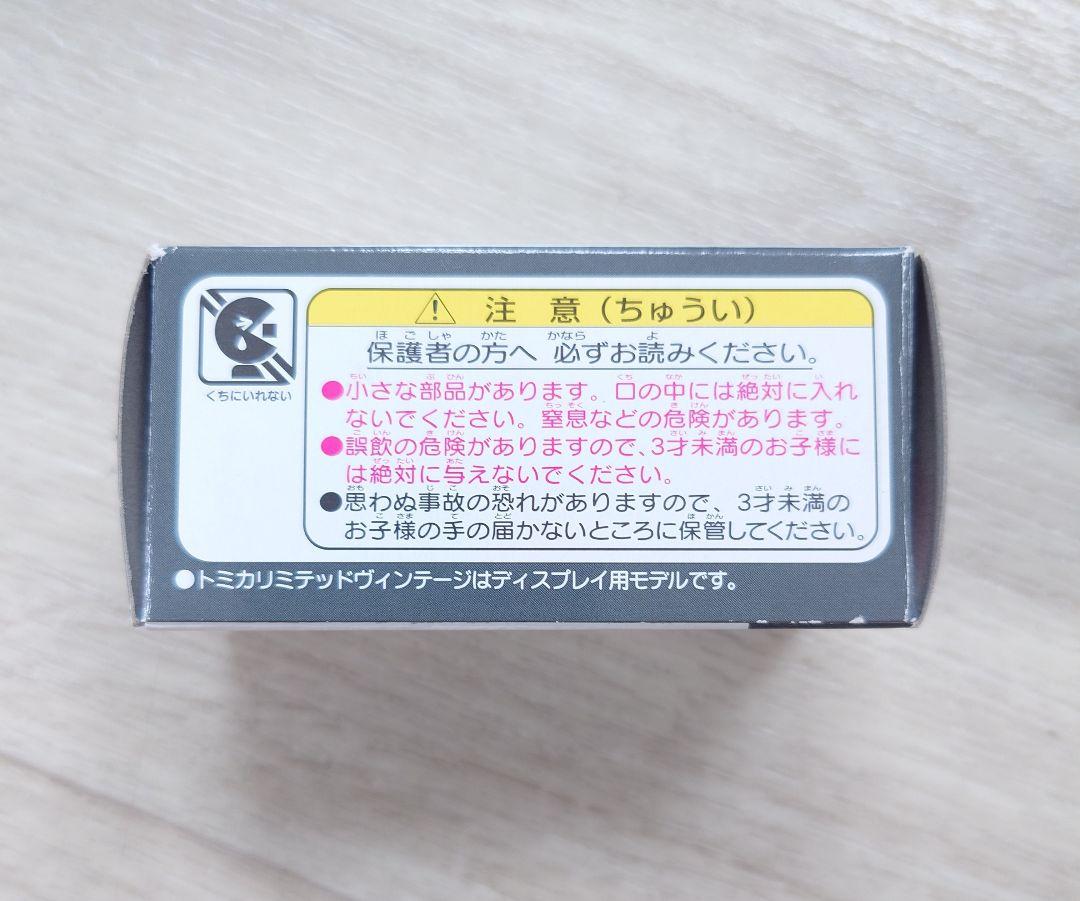 注 意（ちゅうい）
保護者の方へ 必ずお読みください。
●小さな部品があります。口の中には絶対に入れ
ないでください。窒息などの危険があります。
●誤飲の危険がありますので、3才未満のお子様に
は絶対に与えないでください。
●思わぬ事故の恐れがありますので、3才未満の
お子様の手の届かないところに保管してください。
くちにいれない
●トミカリミテッドヴィンテージはディスプレイ用モデルです。